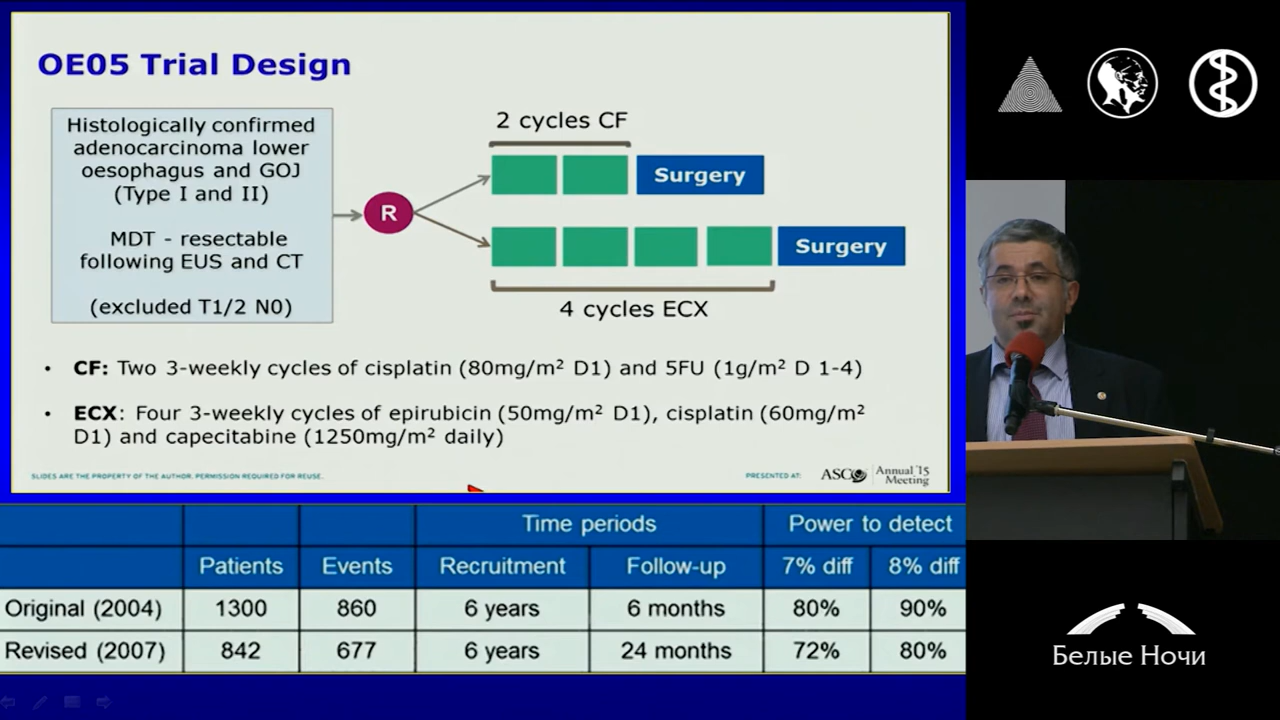 OE05 Trial Design
Histologically confirmed
adenocarcinoma lower
oesophagus and GOJ
(Type I and II)
MDT - resectable
following EUS and CT
(excluded T1/2 N0)
R
2 cycles CF
Surgery
Surgery
4 cycles ECX
• CF: Two 3-weekly cycles of cisplatin (80mg/m² D1) and 5FU (1g/m² D 1-4)
• ECX: Four 3-weekly cycles of epirubicin (50mg/m² D1), cisplatin (60mg/m²
D1) and capecitabine (1250mg/m² daily)
SLIDES ARE THE PROPERTY OF THE AUTHOR. PERMISSION REQUIRED FOR REUSE.
PRESENTED AT:
ASCO Annual '15
Meeting
Time periods Power to detect
Patients Events Recruitment Follow-up 7% diff 8% diff
Original (2004) 1300 860 6 years 6 months 80% 90%
Revised (2007) 842 677 6 years 24 months 72% 80%
Белые Ночи